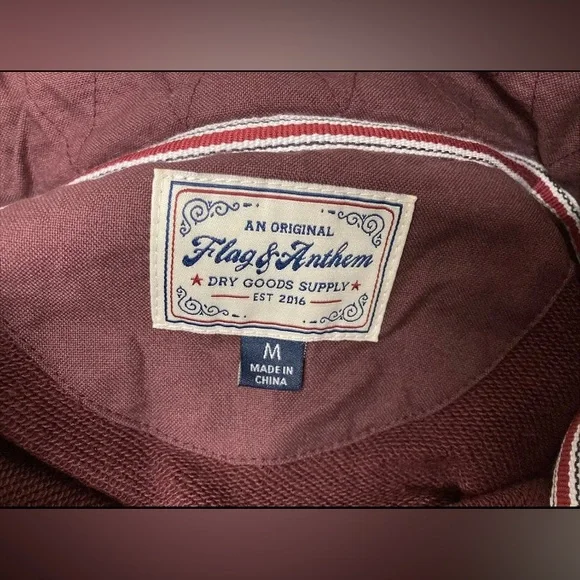 AN ORIGINAL
Flag & Anthem
DRY GOODS SUPPLY
EST 2016
M
MADE IN
CHINA